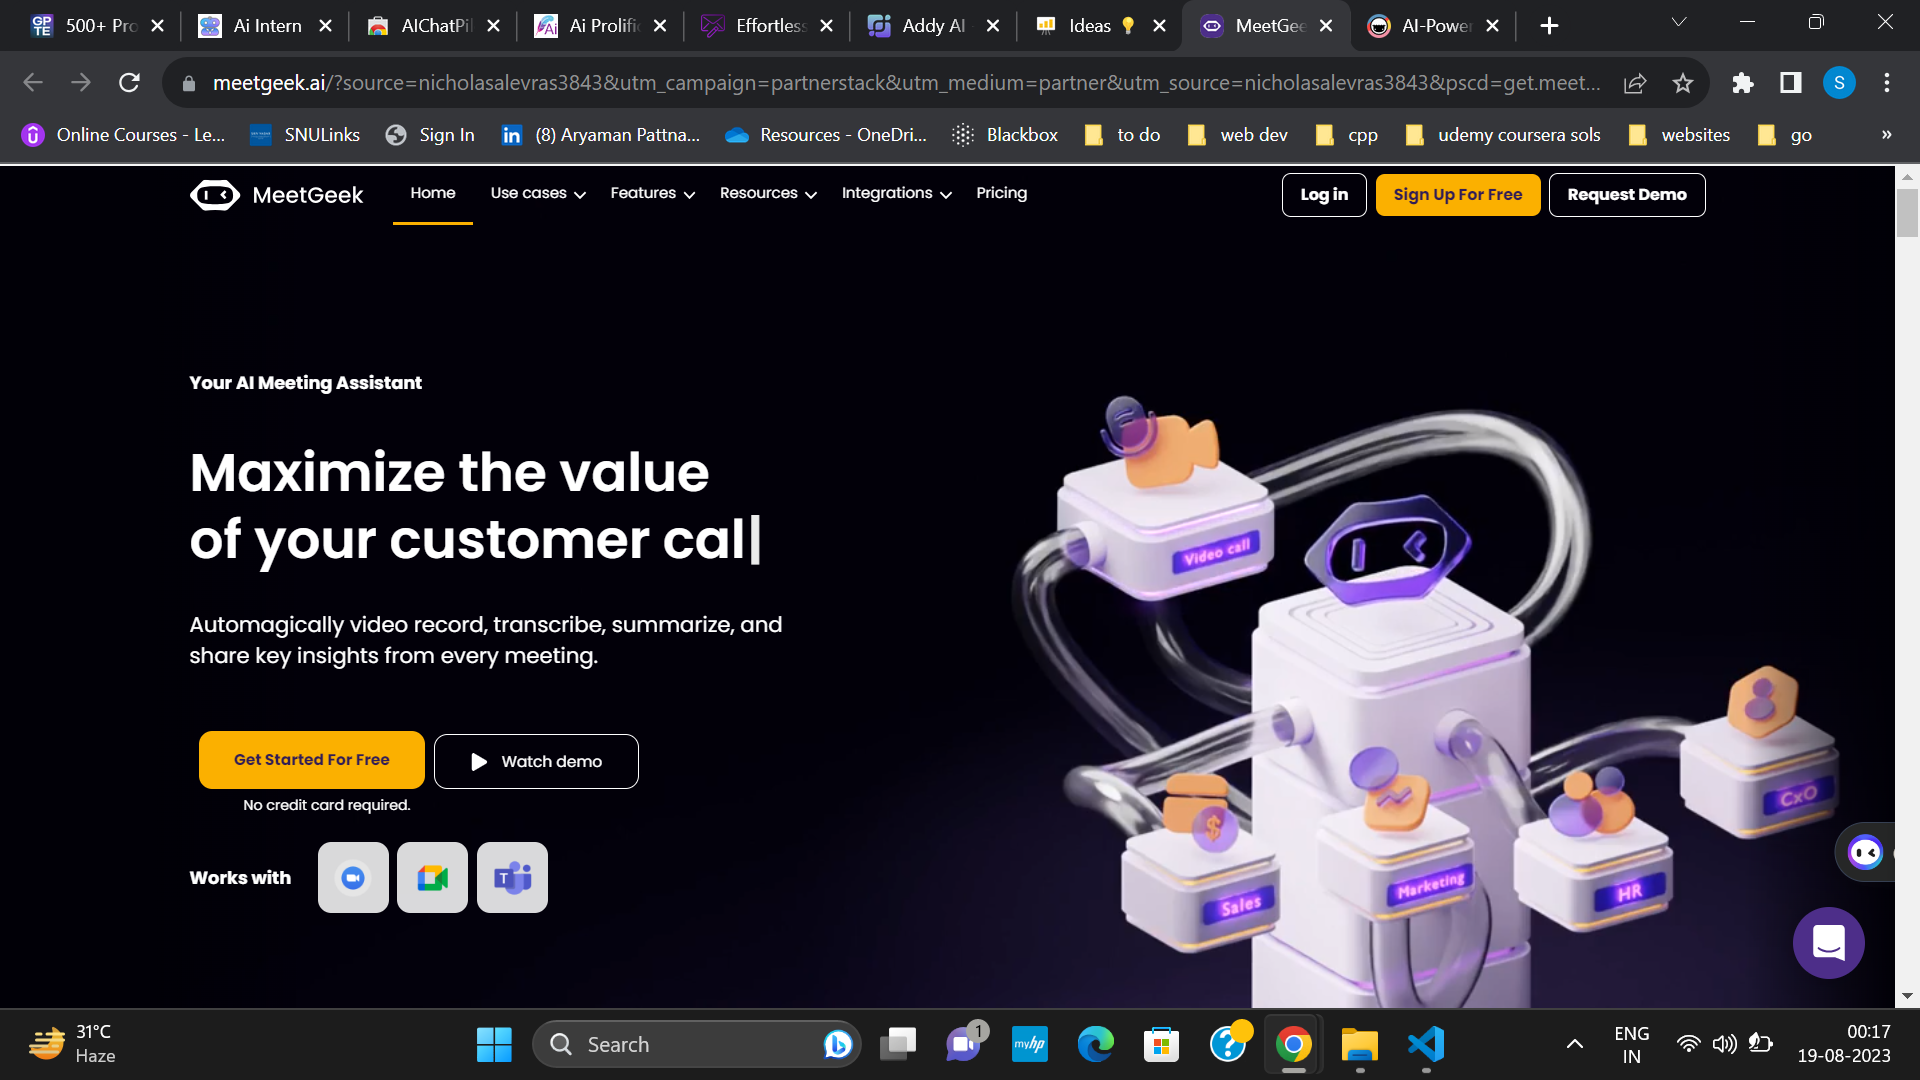 500+ Pro
Ai Intern
AIChatPil
Ai Prolific
Effortless
Addy AI -
Ideas 💡
MeetGee
AI-Power
meetgeek.ai/?source=nicholasalevras3843&utm_campaign=partnerstack&utm_medium=partner&utm_source=nicholasalevras3843&pscd=get.meet...
S
Online Courses - Le...
SNULinks
Sign In
(8) Aryaman Pattna...
Resources - OneDri...
Blackbox
to do
web dev
cpp
udemy coursera sols
websites
go
»
MeetGeek
Home
Use cases
Features
Resources
Integrations
Pricing
Log in
Sign Up For Free
Request Demo
Your AI Meeting Assistant
Maximize the value
of your customer cal|
Automagically video record, transcribe, summarize, and
share key insights from every meeting.
Get Started For Free
Watch demo
No credit card required.
Works with
Video call
CxO
Sales
Marketing
HR
31°C
Haze
Search
1
myhp
ENG
IN
00:17
19-08-2023